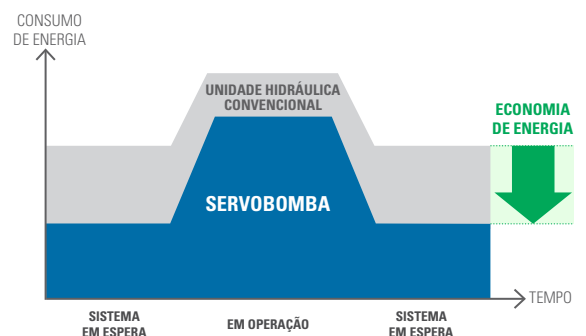 CONSUMO
DE ENERGIA
UNIDADE HIDRÁULICA
CONVENCIONAL
ECONOMIA
DE ENERGIA
SERVOBOMBA
TEMPO
SISTEMA
EM ESPERA
EM OPERAÇÃO
SISTEMA
EM ESPERA